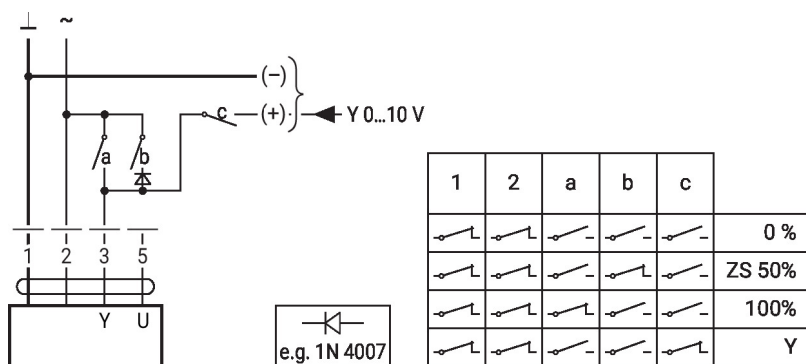 ⊥ ~
(−)
c (+) Y 0...10 V
a b
1 2 3 5
Y U
e.g. 1N 4007
1 2 a b c
0 %
ZS 50%
100%
Y